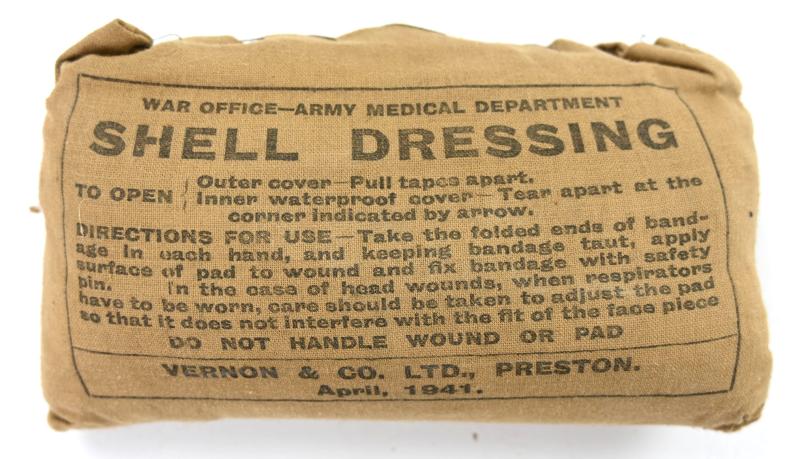 WAR OFFICE—ARMY MEDICAL DEPARTMENT
SHELL DRESSING
TO OPEN { Outer cover—Pull tapes apart.
Inner waterproof cover—Tear apart at the
corner indicated by arrow.
DIRECTIONS FOR USE—Take the folded ends of band-
age in each hand, and keeping bandage taut, apply
surface of pad to wound and fix bandage with safety
pin. In the case of head wounds, when respirators
have to be worn, care should be taken to adjust the pad
so that it does not interfere with the fit of the face piece
DO NOT HANDLE WOUND OR PAD
VERNON & CO. LTD., PRESTON.
April, 1941.